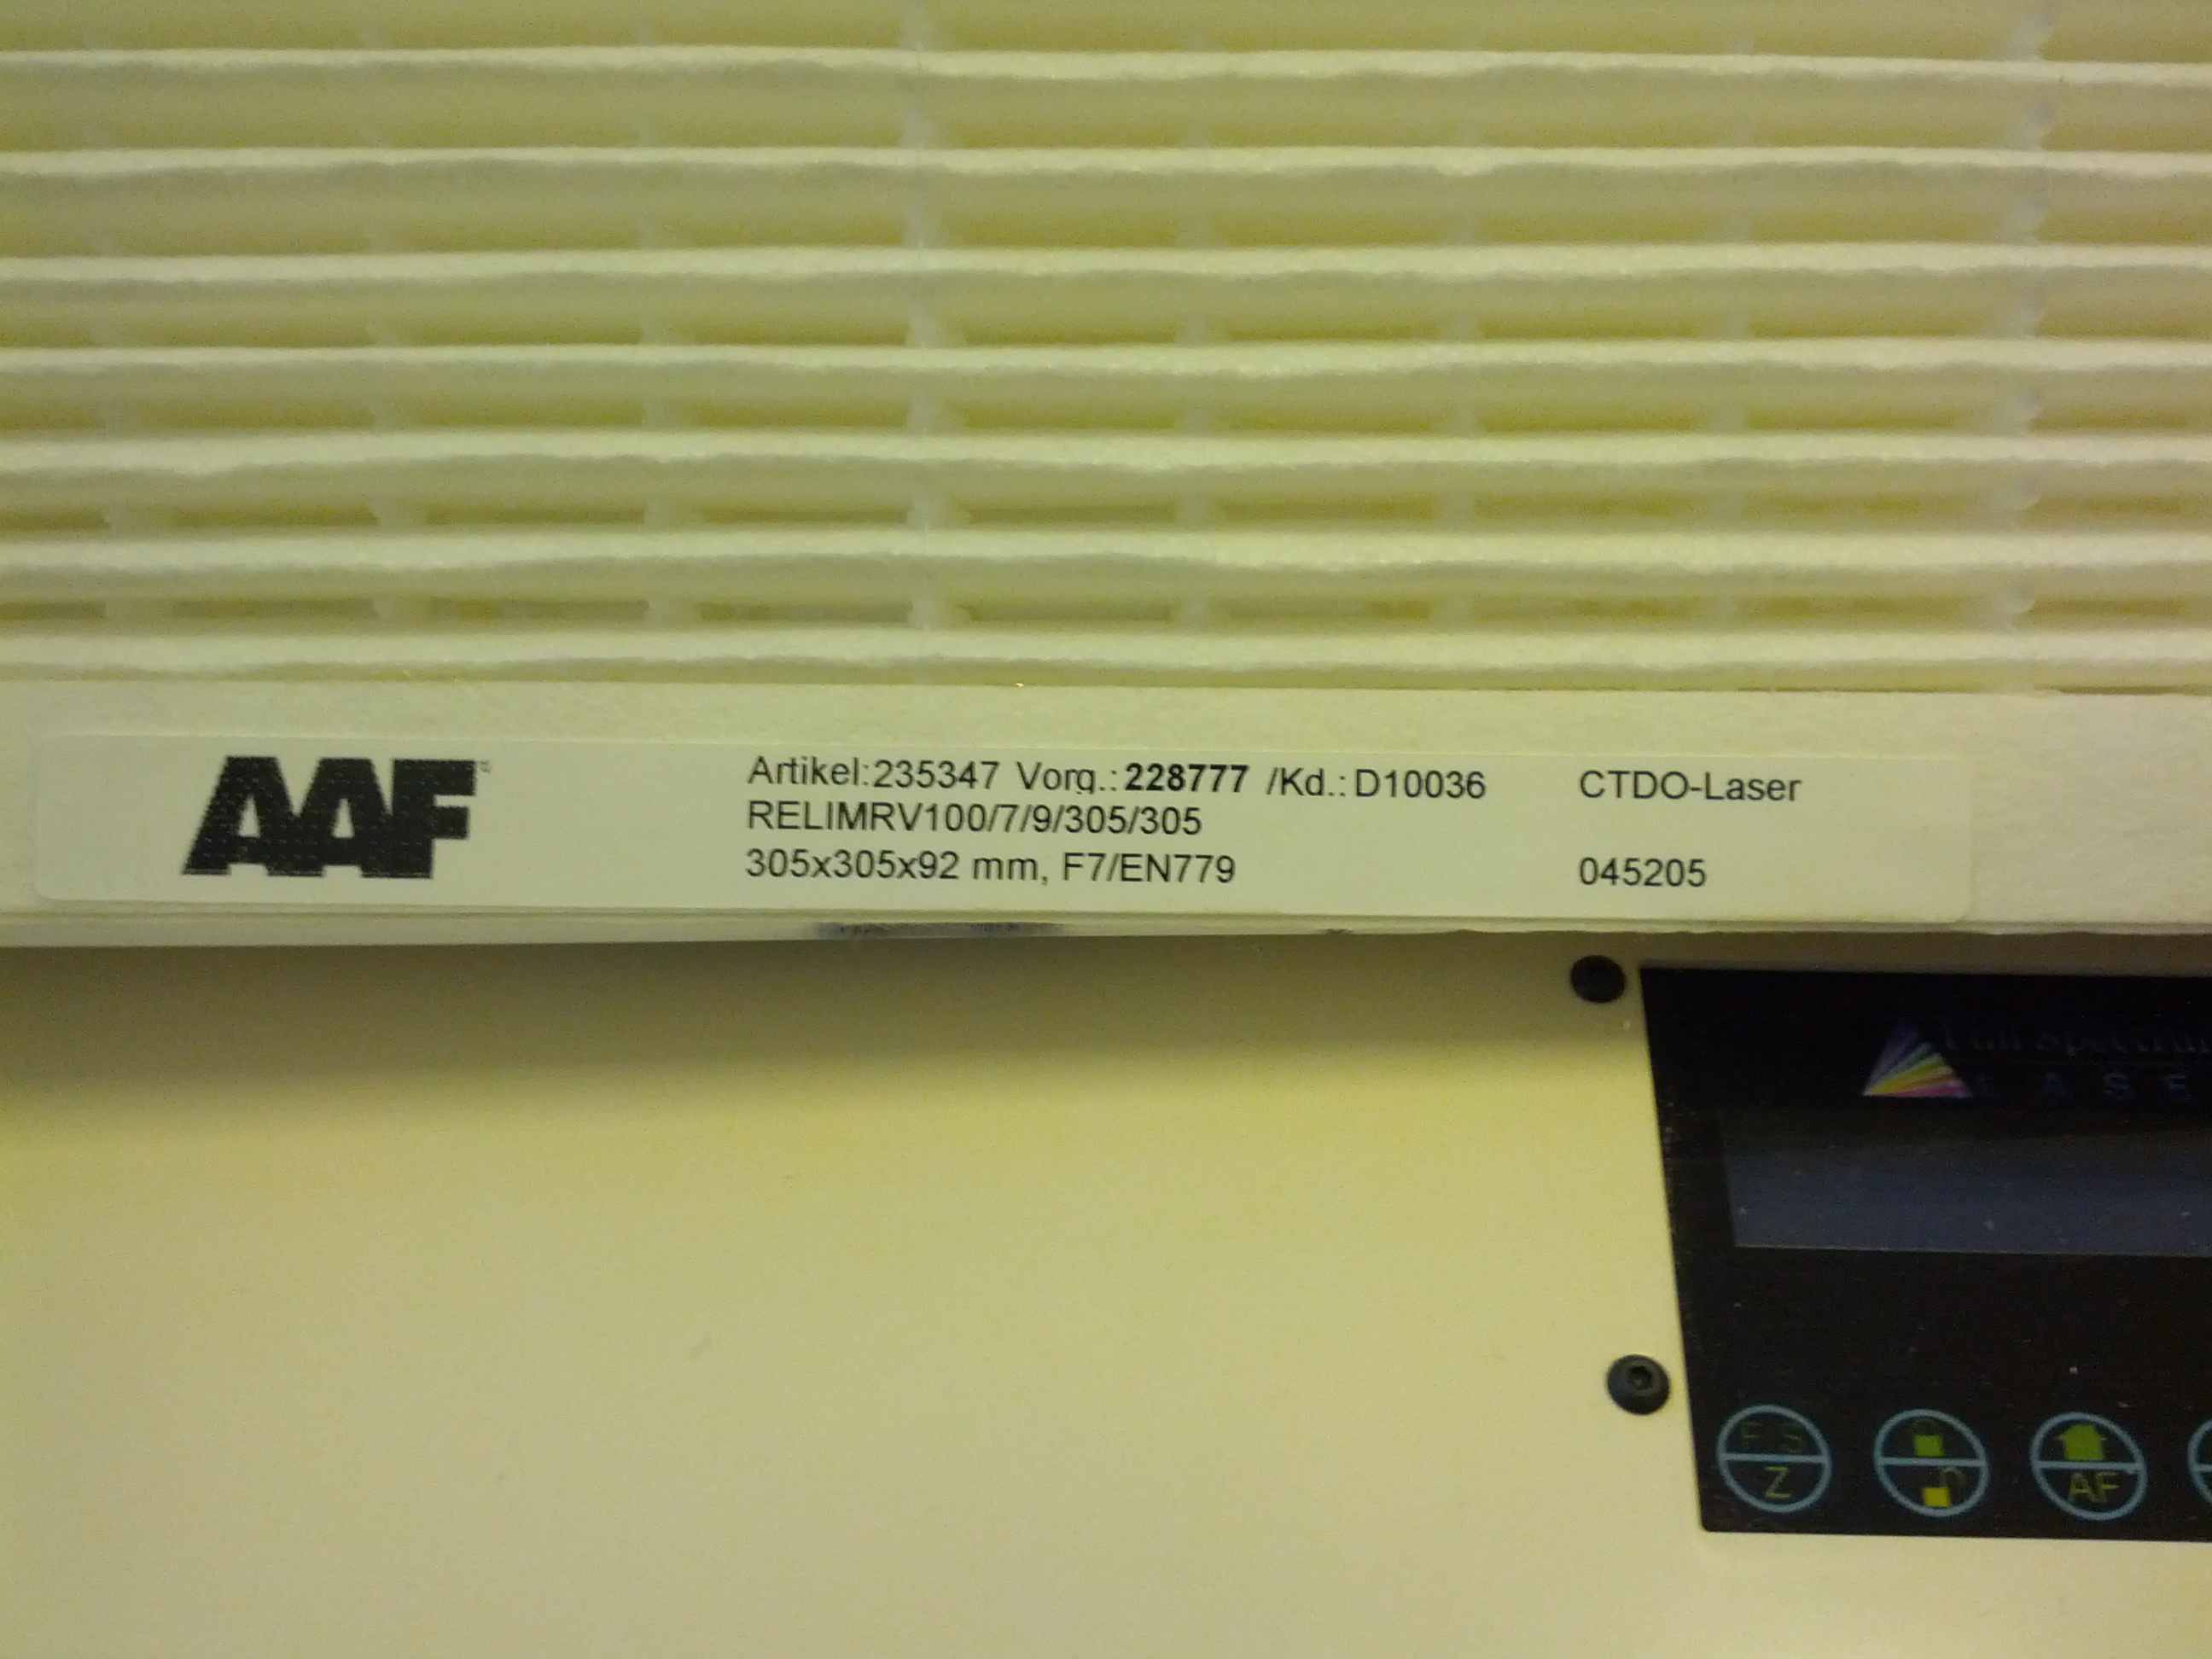 AAF
Artikel:235347 Vorg.:228777 /Kd.:D10036 CTDO-Laser
RELIMRV100/7/9/305/305
305x305x92 mm, F7/EN779 045205
LASE
F S
Z
AF